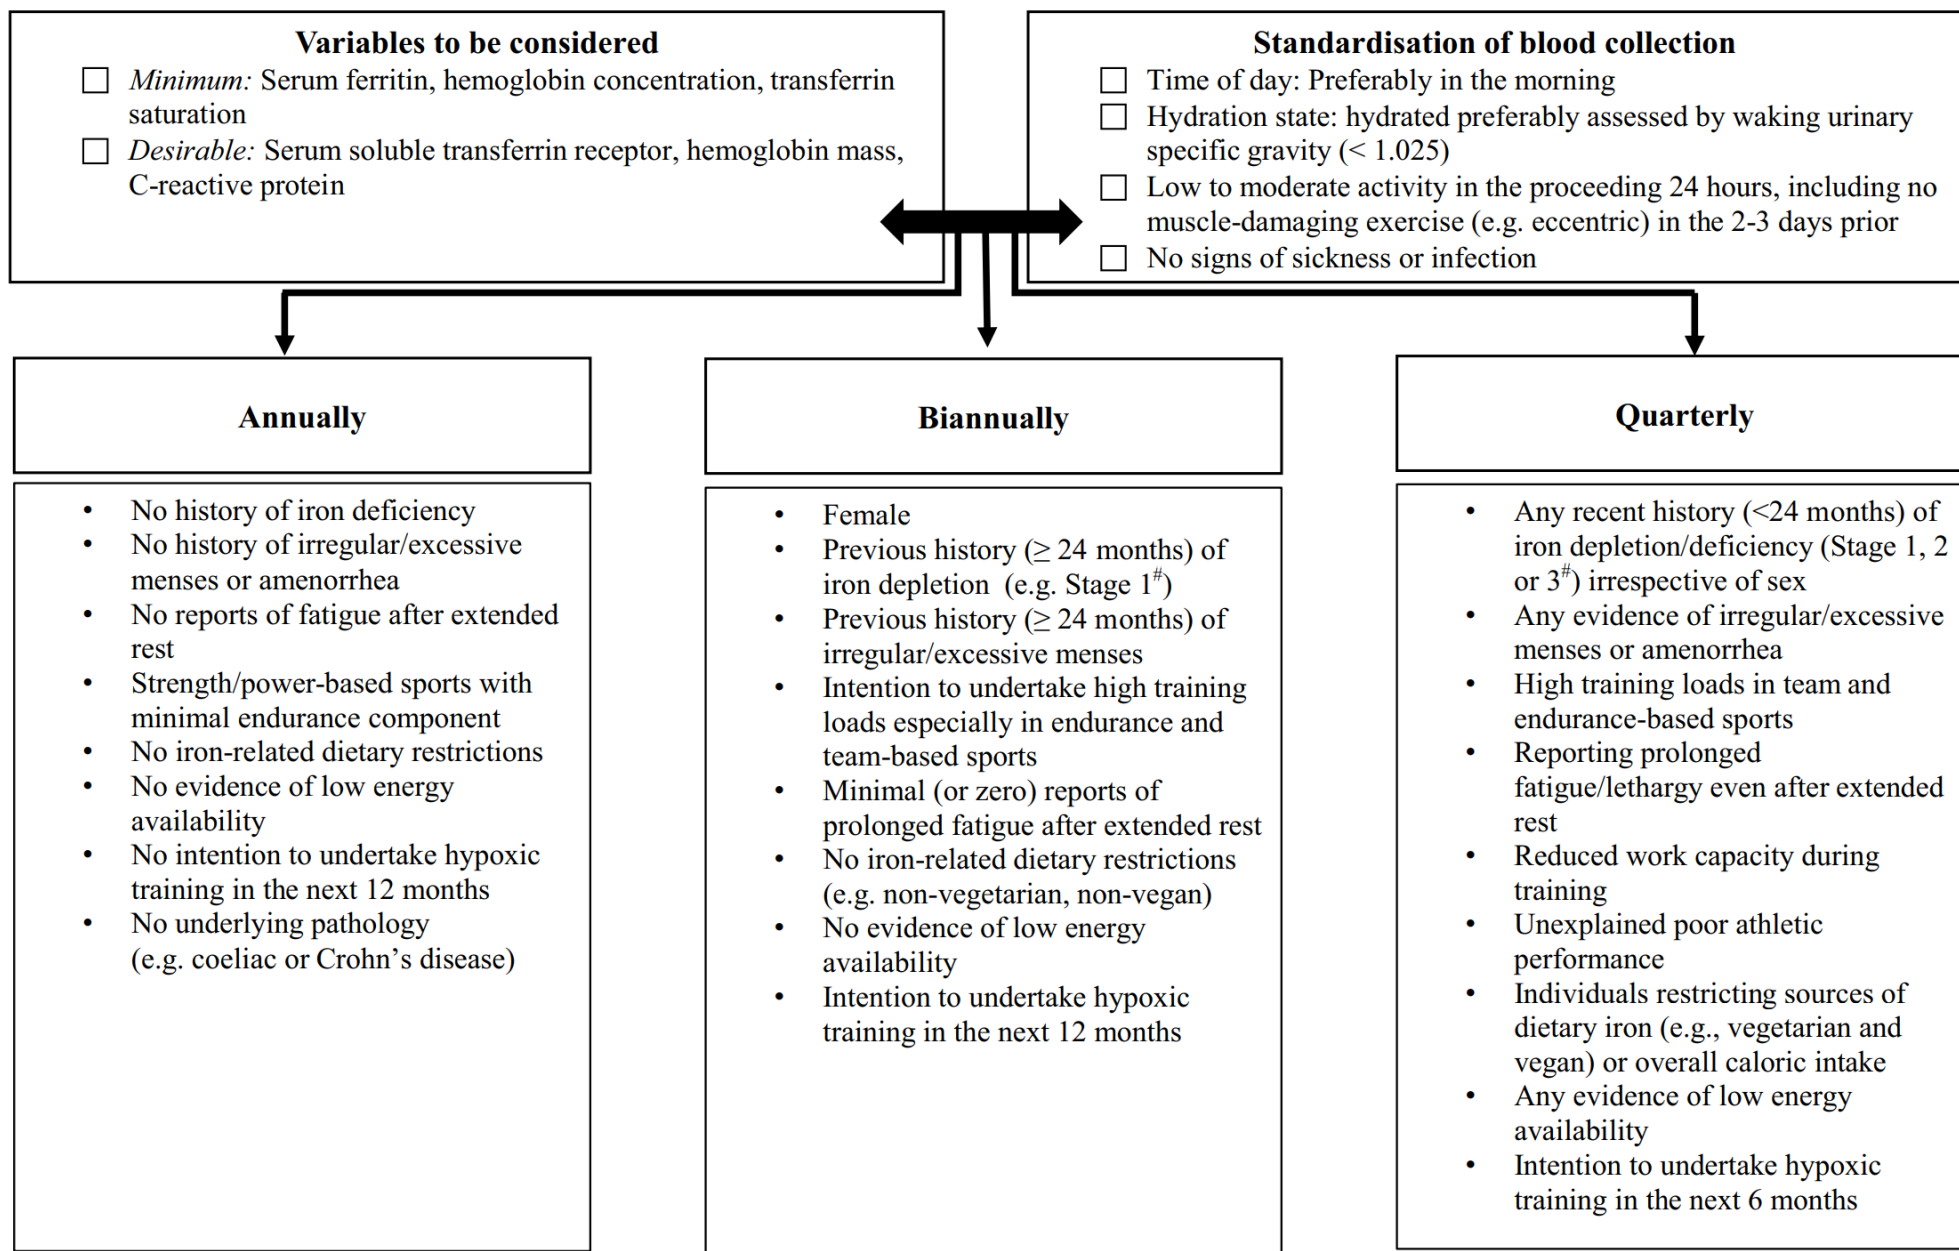 Variables to be considered
☐ Minimum: Serum ferritin, hemoglobin concentration, transferrin
saturation
☐ Desirable: Serum soluble transferrin receptor, hemoglobin mass,
C-reactive protein
Standardisation of blood collection
☐ Time of day: Preferably in the morning
☐ Hydration state: hydrated preferably assessed by waking urinary
specific gravity (< 1.025)
☐ Low to moderate activity in the proceeding 24 hours, including no
muscle-damaging exercise (e.g. eccentric) in the 2-3 days prior
☐ No signs of sickness or infection
Annually
• No history of iron deficiency
• No history of irregular/excessive
menses or amenorrhea
• No reports of fatigue after extended
rest
• Strength/power-based sports with
minimal endurance component
• No iron-related dietary restrictions
• No evidence of low energy
availability
• No intention to undertake hypoxic
training in the next 12 months
• No underlying pathology
(e.g. coeliac or Crohn’s disease)
Biannually
• Female
• Previous history (≥ 24 months) of
iron depletion (e.g. Stage 1#)
• Previous history (≥ 24 months) of
irregular/excessive menses
• Intention to undertake high training
loads especially in endurance and
team-based sports
• Minimal (or zero) reports of
prolonged fatigue after extended rest
• No iron-related dietary restrictions
(e.g. non-vegetarian, non-vegan)
• No evidence of low energy
availability
• Intention to undertake hypoxic
training in the next 12 months
Quarterly
• Any recent history (<24 months) of
iron depletion/deficiency (Stage 1, 2
or 3#) irrespective of sex
• Any evidence of irregular/excessive
menses or amenorrhea
• High training loads in team and
endurance-based sports
• Reporting prolonged
fatigue/lethargy even after extended
rest
• Reduced work capacity during
training
• Unexplained poor athletic
performance
• Individuals restricting sources of
dietary iron (e.g., vegetarian and
vegan) or overall caloric intake
• Any evidence of low energy
availability
• Intention to undertake hypoxic
training in the next 6 months